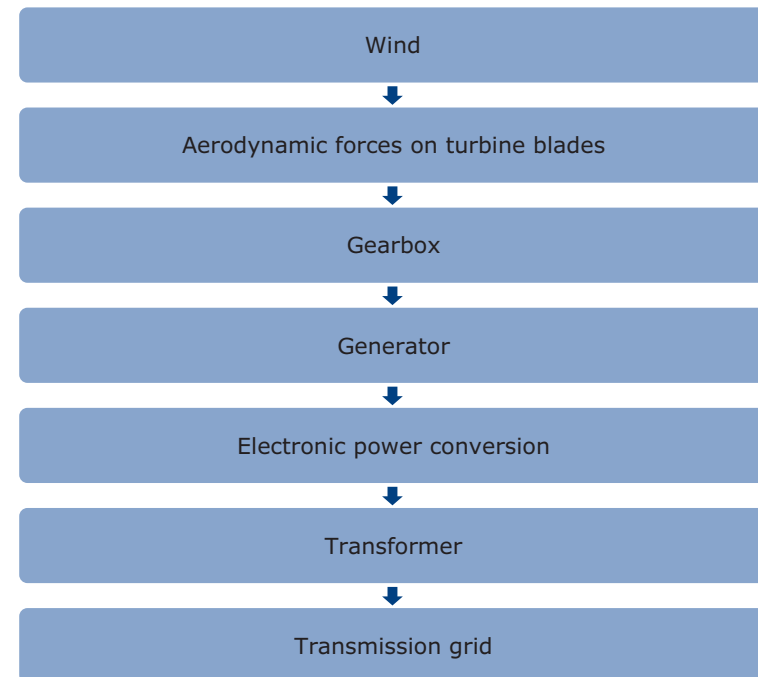 Wind
Aerodynamic forces on turbine blades
Gearbox
Generator
Electronic power conversion
Transformer
Transmission grid